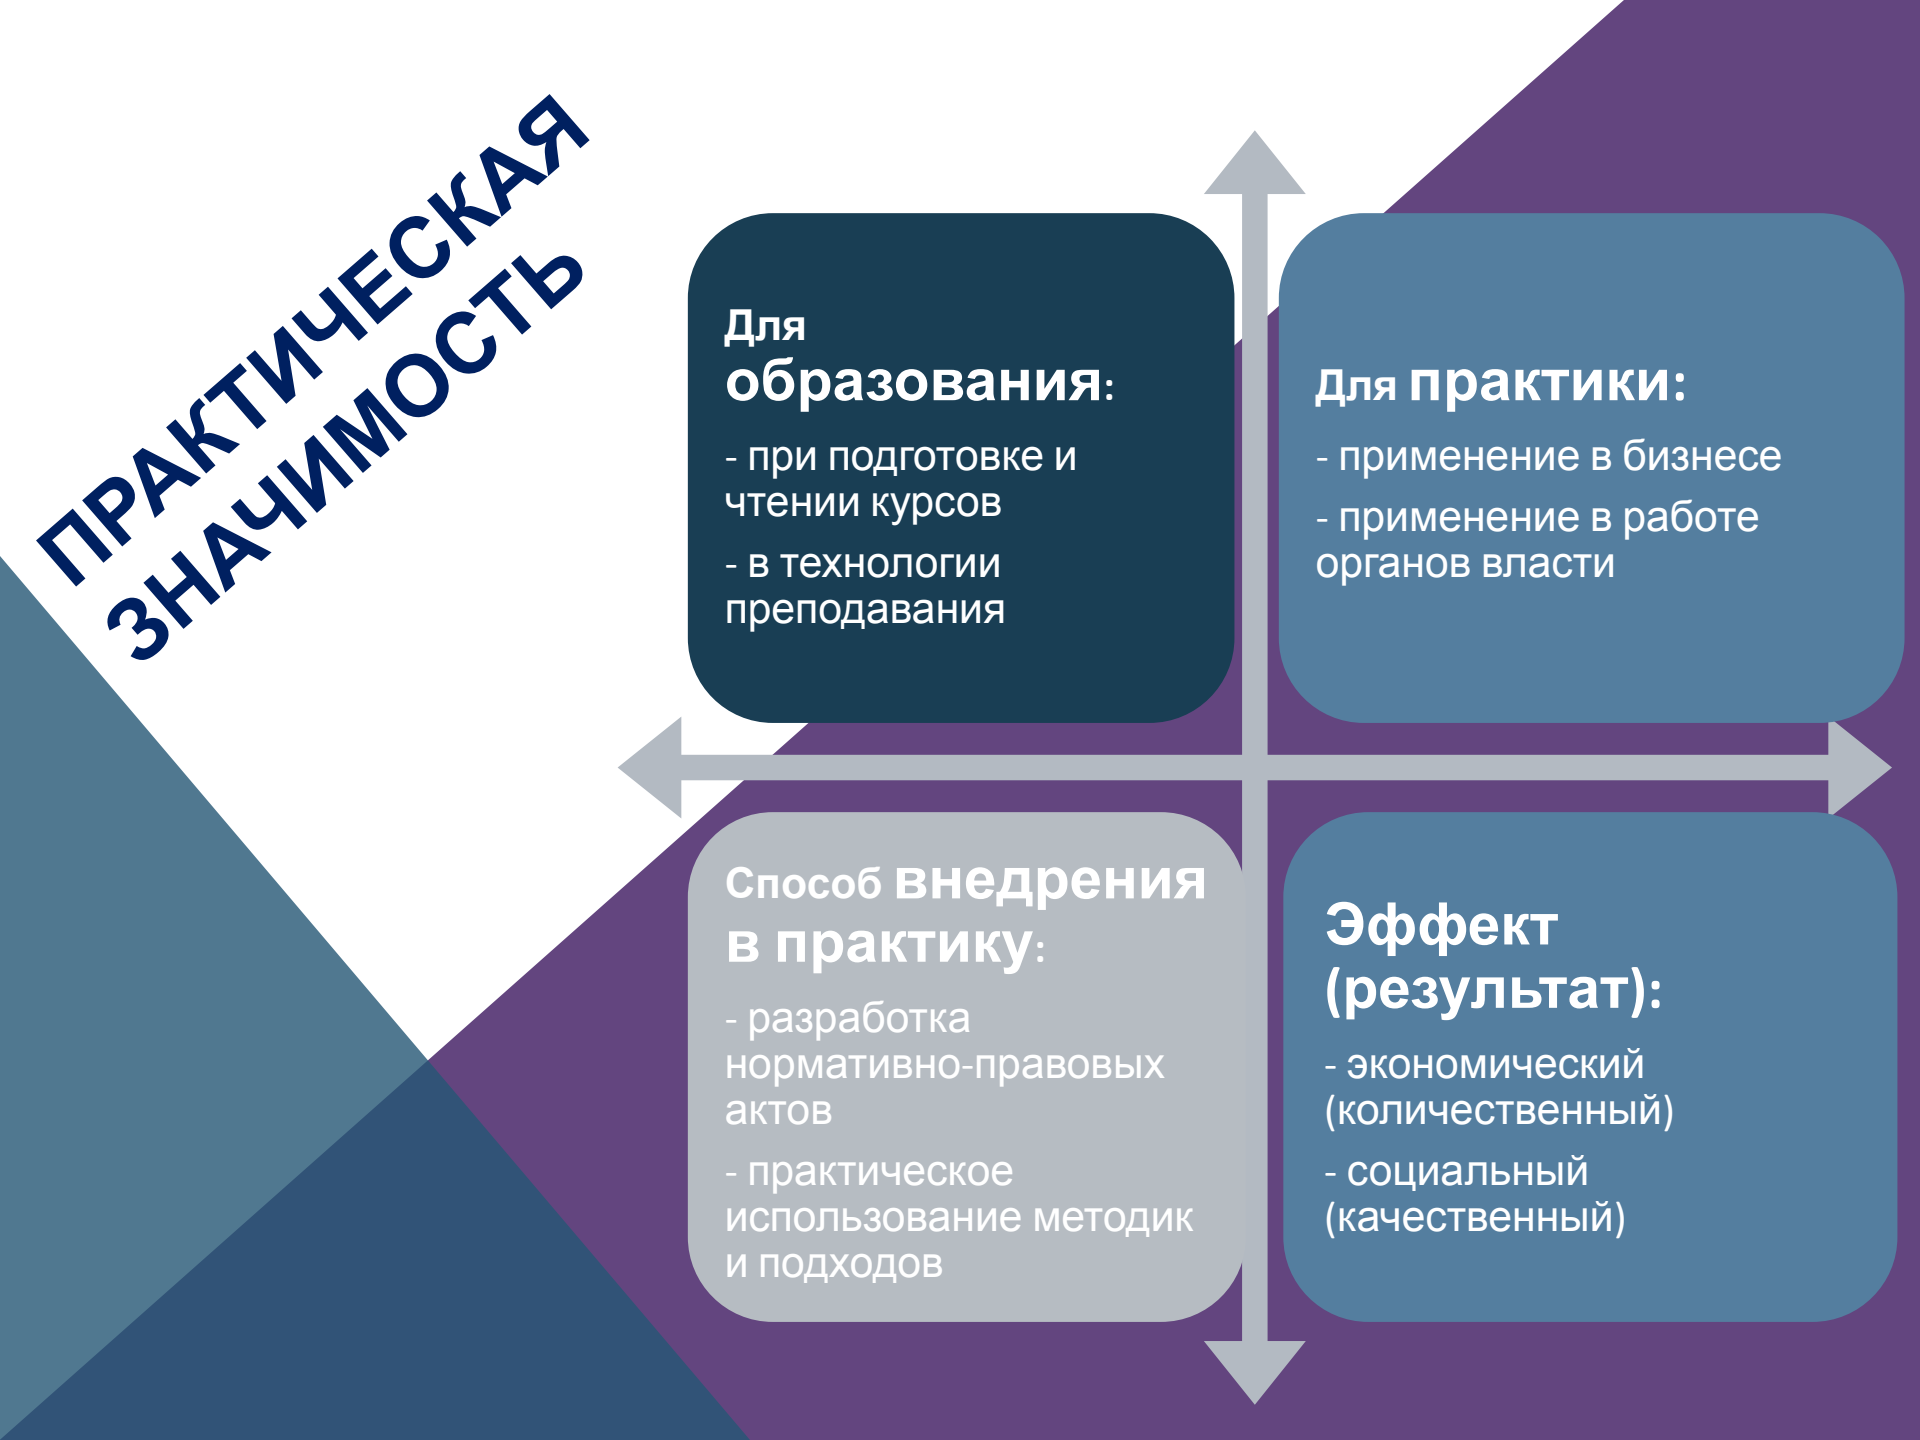 ПРАКТИЧЕСКАЯ
ЗНАЧИМОСТЬ
Для
образования:
- при подготовке и
чтении курсов
- в технологии
преподавания
Для практики:
- применение в бизнесе
- применение в работе
органов власти
Способ внедрения
в практику:
- разработка
нормативно-правовых
актов
- практическое
использование методик
и подходов
Эффект
(результат):
- экономический
(количественный)
- социальный
(качественный)